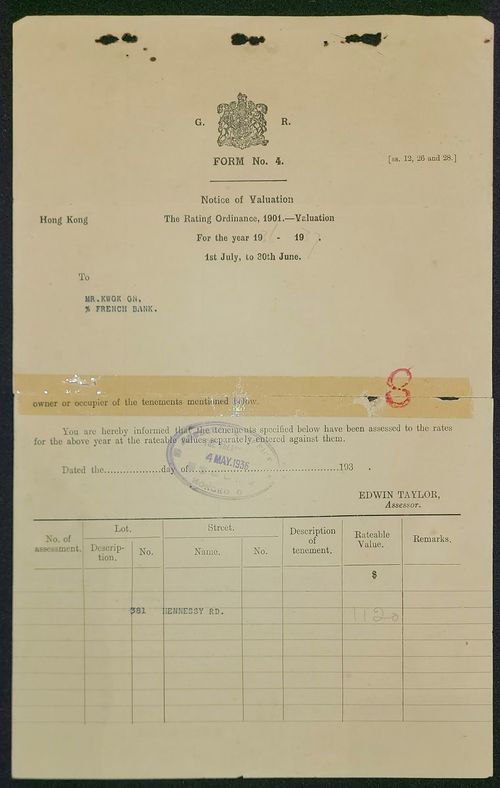 G. R.
FORM No. 4.
[ss. 12, 26 and 28.]
Notice of Valuation
Hong Kong
The Rating Ordinance, 1901.—Valuation
For the year 19 - 19 .
1st July, to 30th June.
To
MR.KWOK ON,
% FRENCH BANK.
8
owner or occupier of the tenements mentioned below.
You are hereby informed that the tenements specified below have been assessed to the rates
for the above year at the rateable values separately entered against them.
4 MAY.1936
Dated the...............day of..................................193 .
EDWIN TAYLOR,
Assessor.
No. of assessment.
Lot.
Descrip-
tion.
No.
Street.
Name.
No.
Description
of
tenement.
Rateable
Value.
Remarks.
$
381 HENNESSY RD. 1120